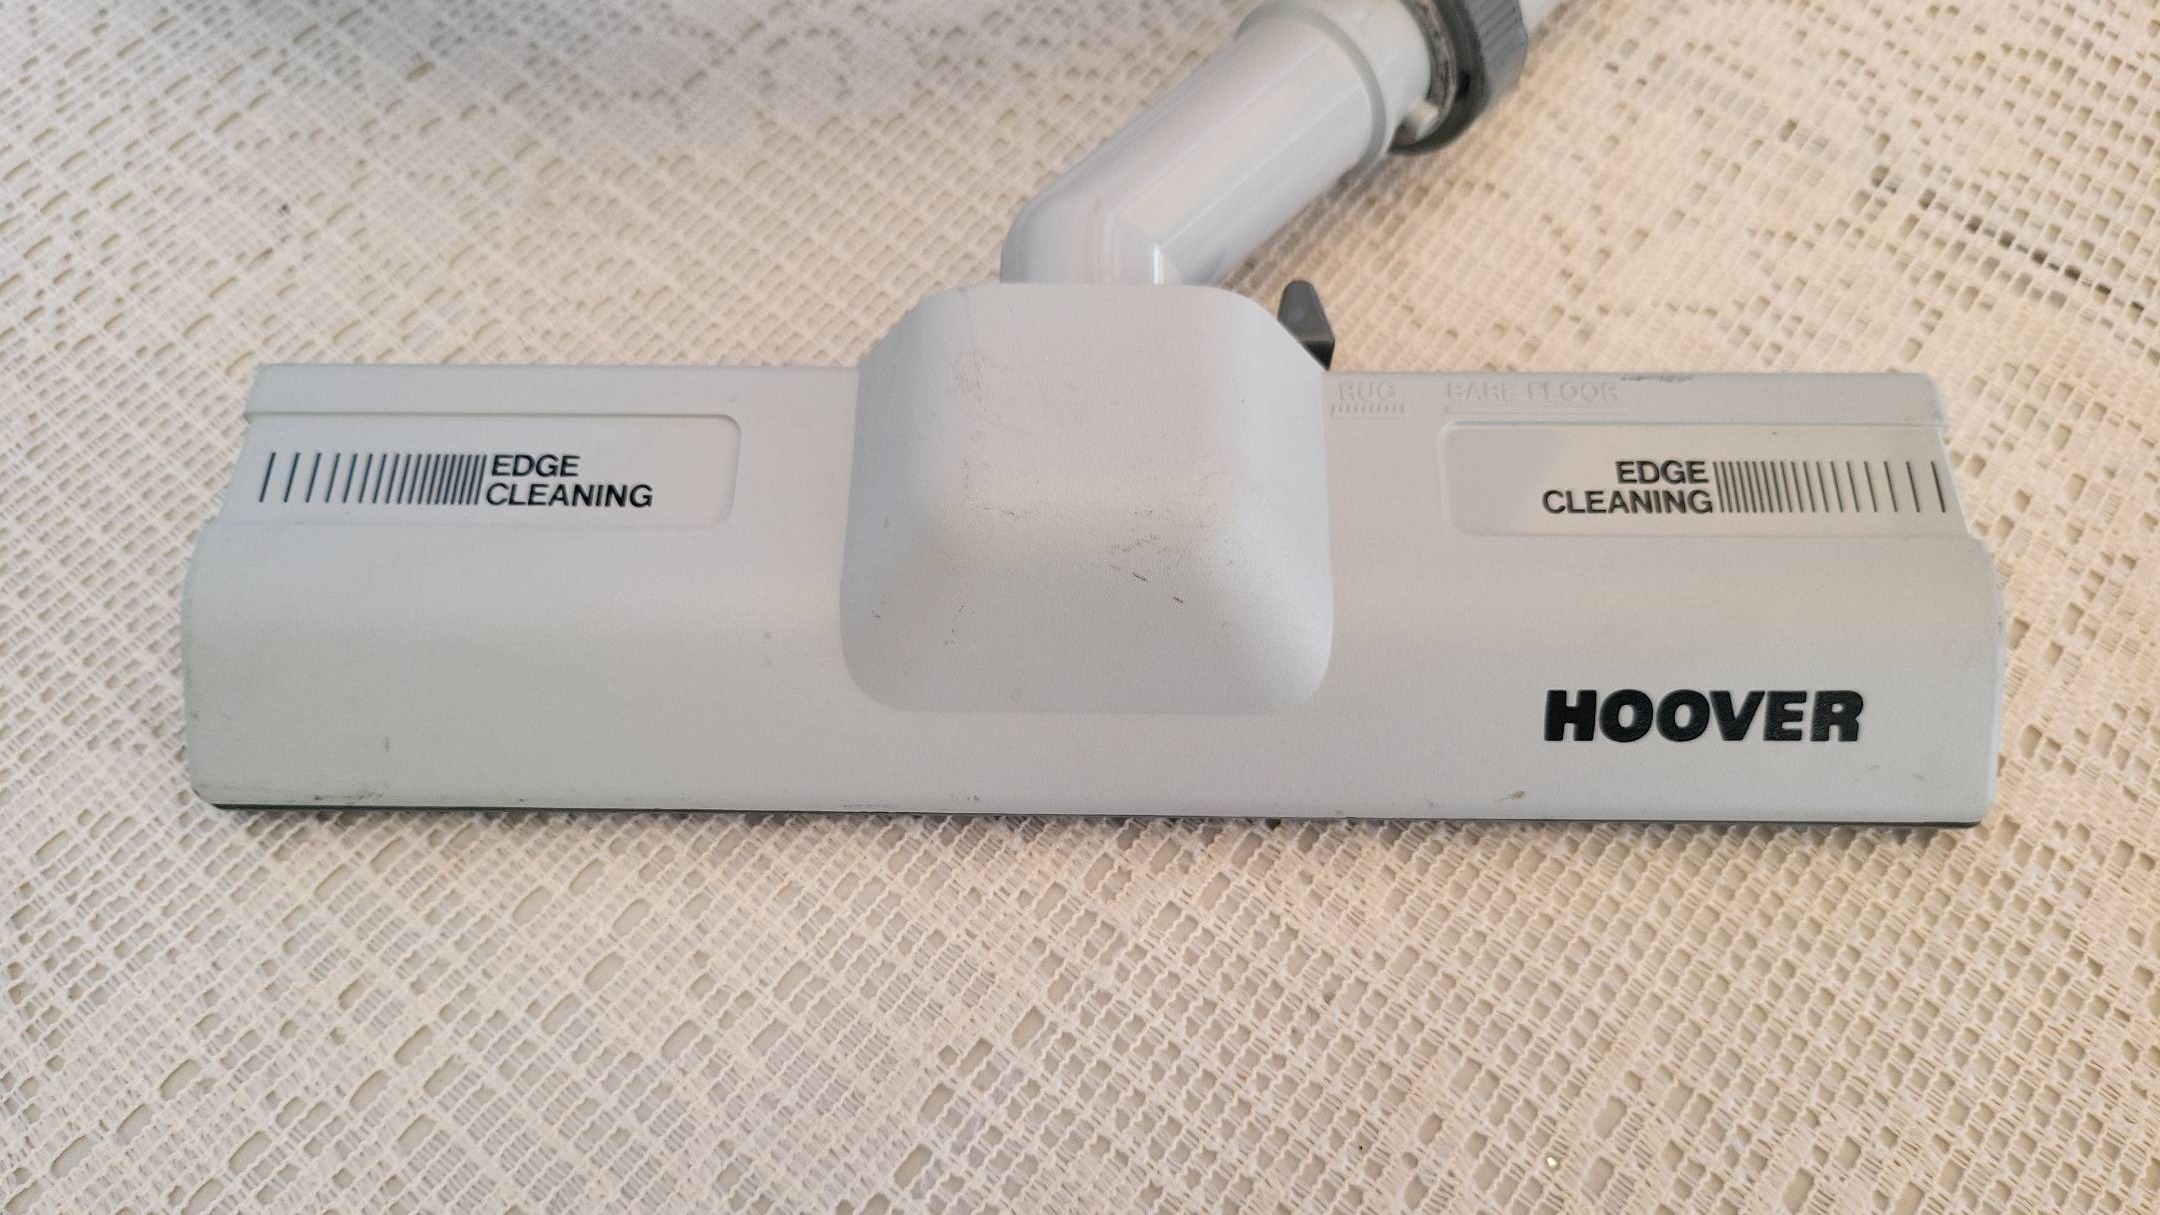 RUG BARE FLOOR
EDGE
CLEANING
EDGE
CLEANING
HOOVER